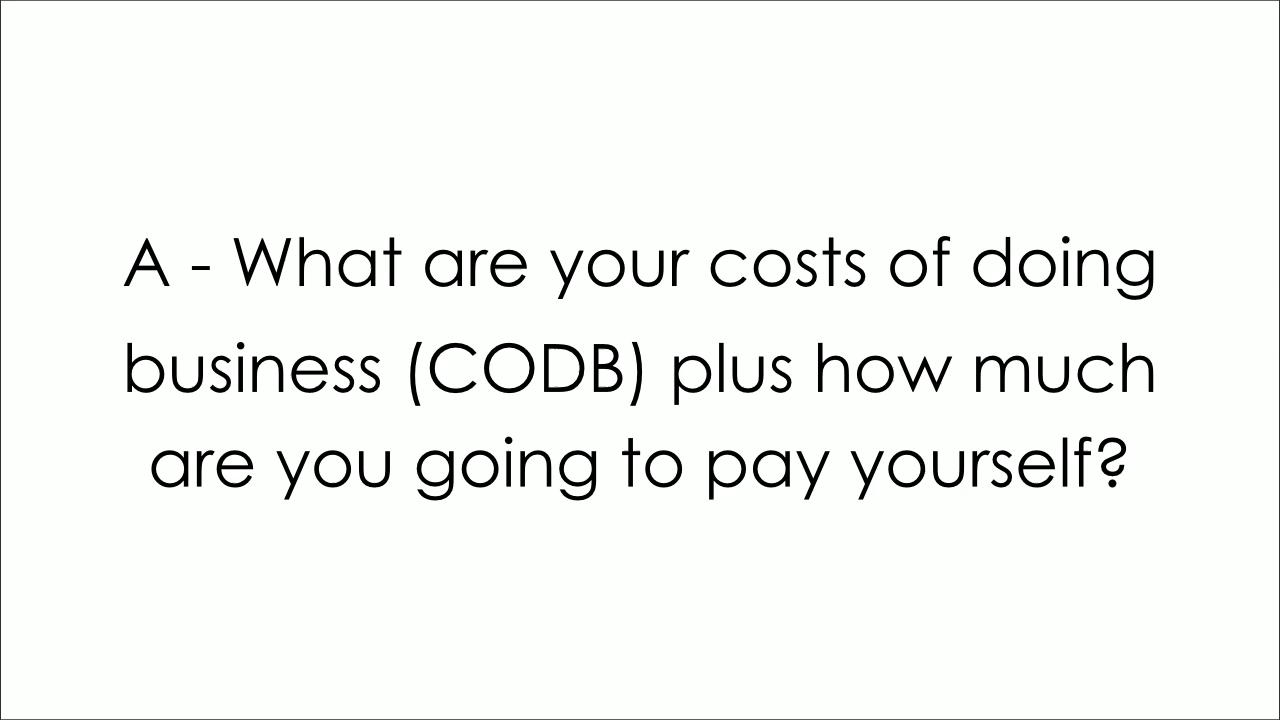 A - What are your costs of doing
business (CODB) plus how much
are you going to pay yourself?